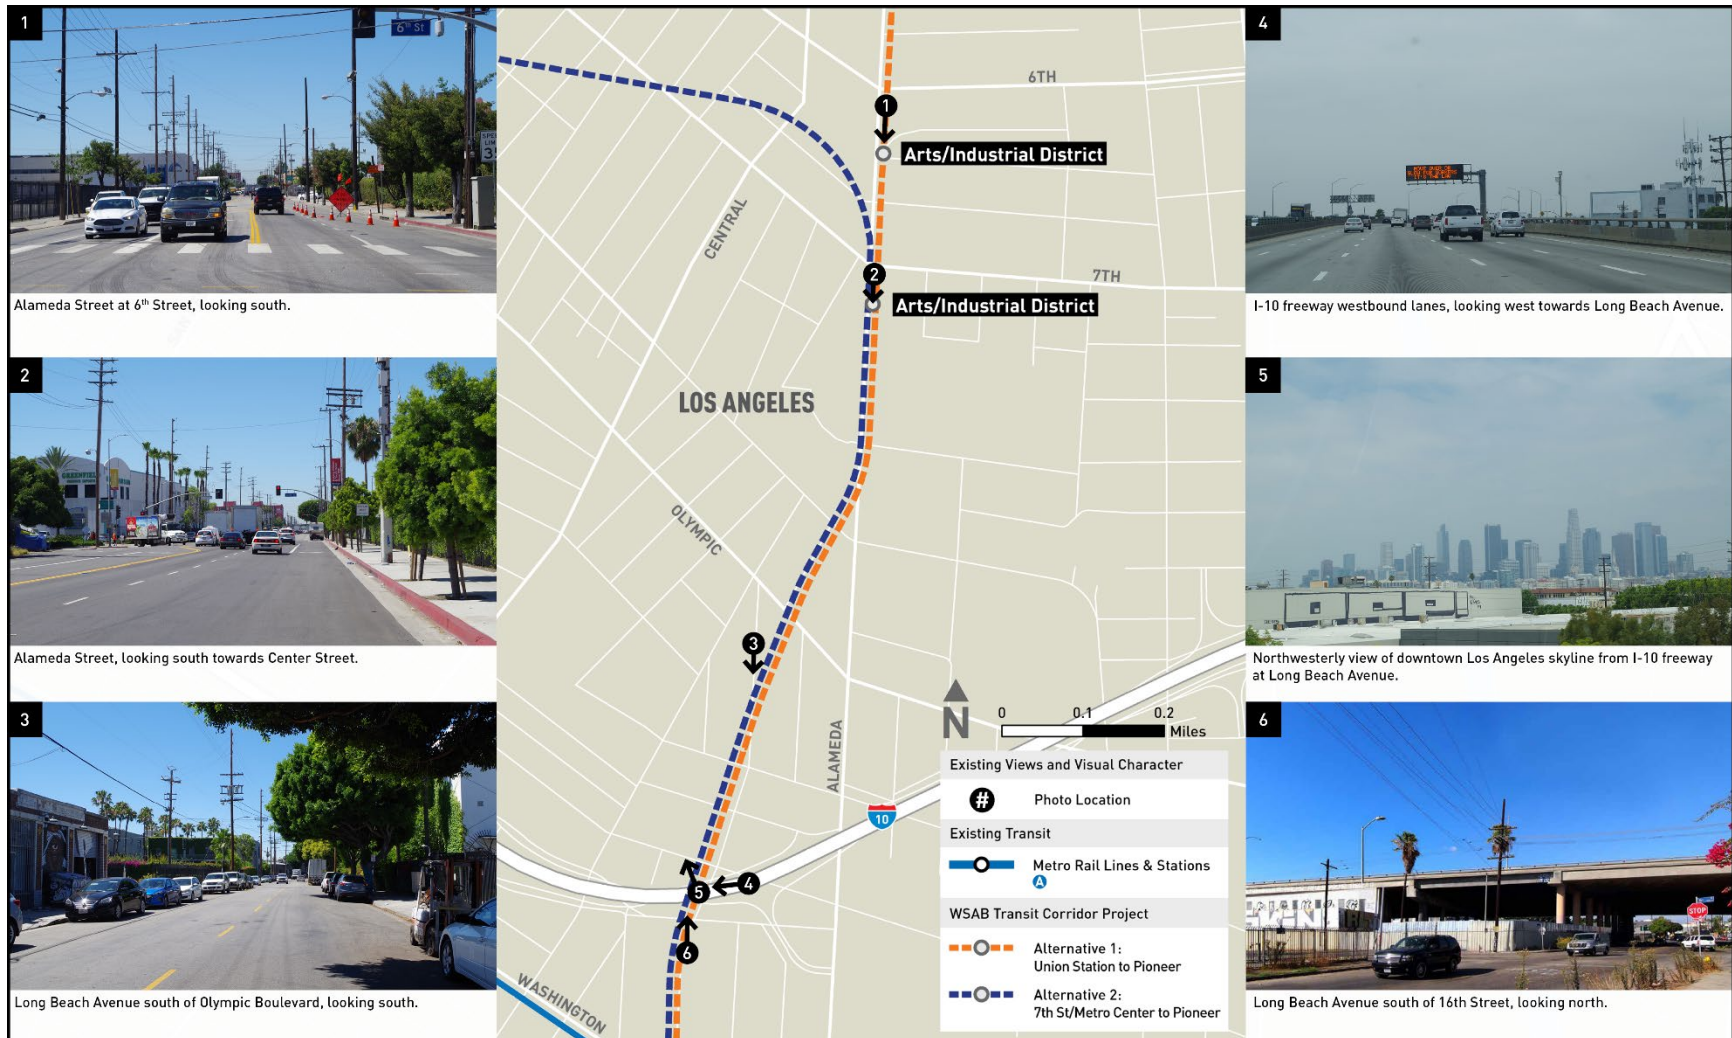 1
6th St
SPEED
LIMIT
35
Alameda Street at 6th Street, looking south.
2
Alameda Street, looking south towards Center Street.
3
Long Beach Avenue south of Olympic Boulevard, looking south.
6TH
1
Arts/Industrial District
CENTRAL
7TH
2
Arts/Industrial District
LOS ANGELES
OLYMPIC
3
N
0 0.1 0.2
Miles
ALAMEDA
10
5
4
6
WASHINGTON
Existing Views and Visual Character
# Photo Location
Existing Transit
Metro Rail Lines & Stations
A
WSAB Transit Corridor Project
Alternative 1:
Union Station to Pioneer
Alternative 2:
7th St/Metro Center to Pioneer
4
I-10 freeway westbound lanes, looking west towards Long Beach Avenue.
5
Northwesterly view of downtown Los Angeles skyline from I-10 freeway
at Long Beach Avenue.
6
STOP
Long Beach Avenue south of 16th Street, looking north.